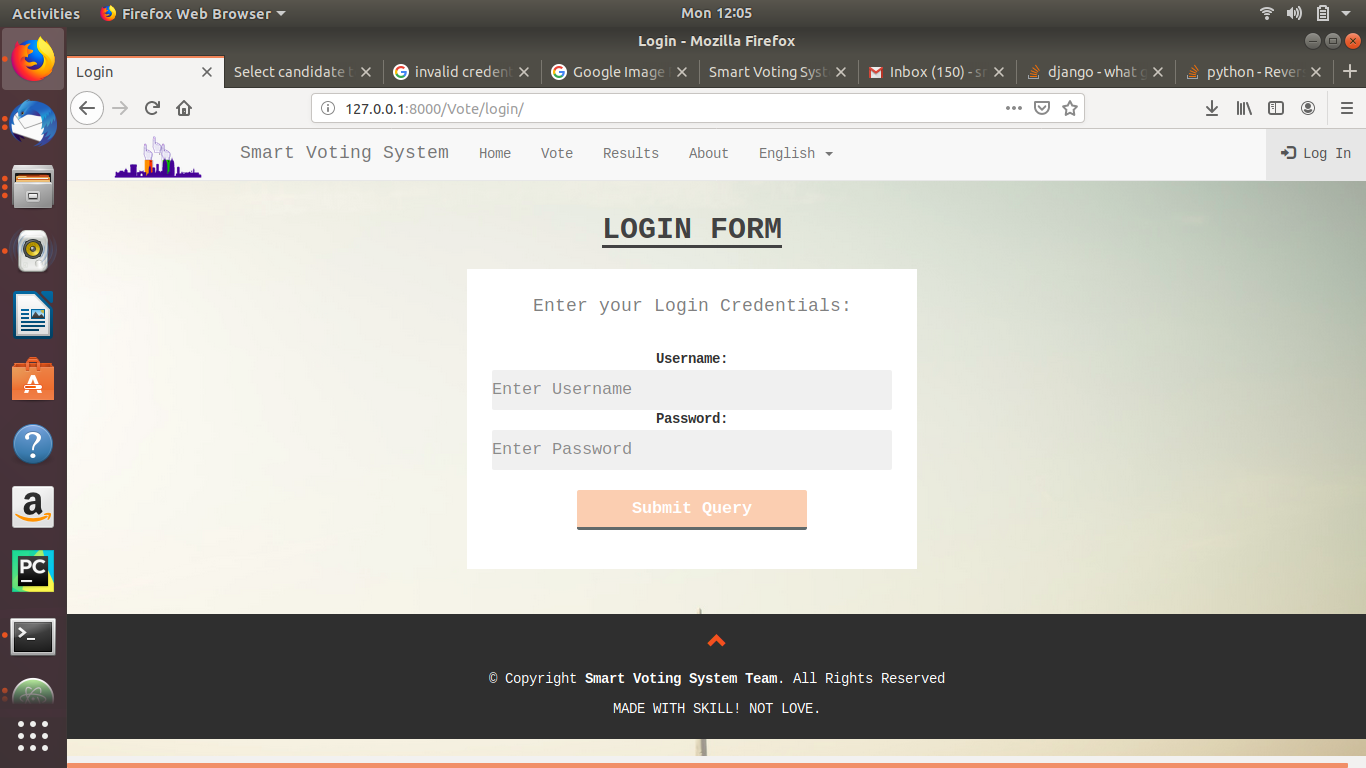 Activities Firefox Web Browser Mon 12:05
Login - Mozilla Firefox
Login Select candidate invalid creden Google Image Smart Voting Syst Inbox (150) - django - what python - Rever
127.0.0.1:8000/Vote/login/
Smart Voting System Home Vote Results About English Log In
LOGIN FORM
Enter your Login Credentials:
Username:
Enter Username
Password:
Enter Password
Submit Query
© Copyright Smart Voting System Team. All Rights Reserved
MADE WITH SKILL! NOT LOVE.